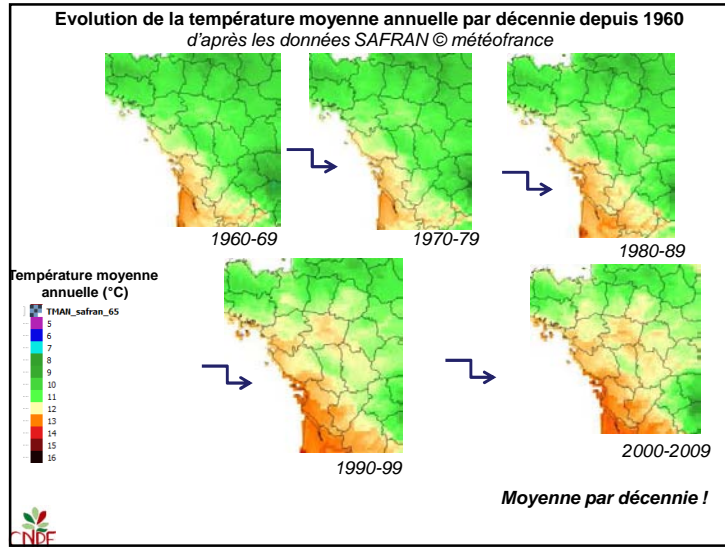 Evolution de la température moyenne annuelle par décennie depuis 1960
d'après les données SAFRAN © météofrance
1960-69
1970-79
1980-89
Température moyenne
annuelle (°C)
TMAN_safran_65
5
6
7
8
9
10
11
12
13
14
15
16
1990-99
2000-2009
Moyenne par décennie !
CNPF